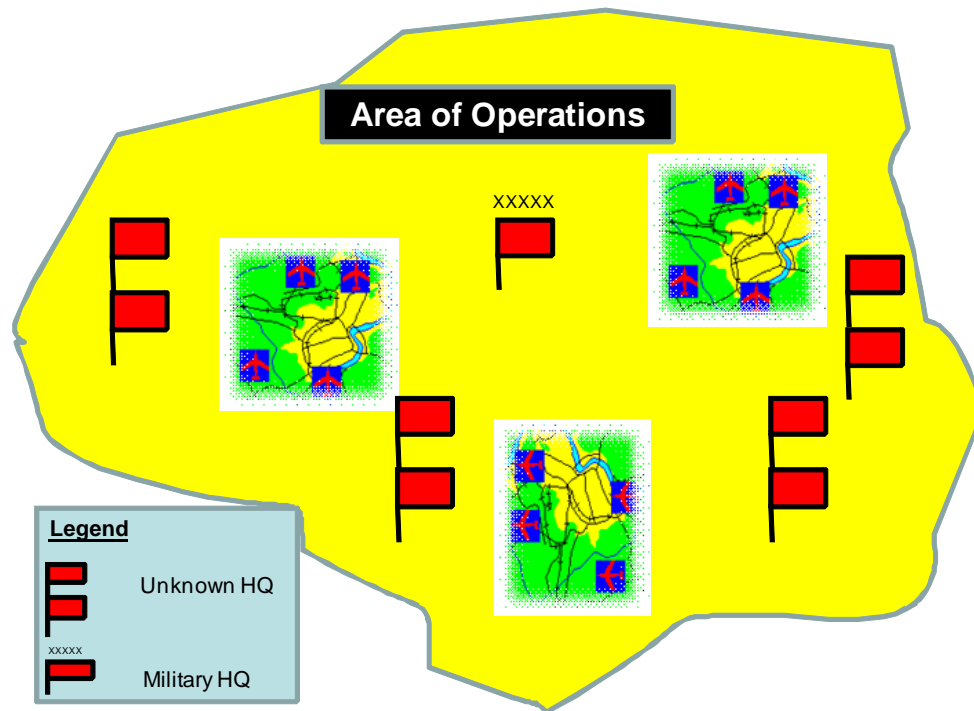 Area of Operations
XXXXX
Legend
Unknown HQ
XXXXX
Military HQ